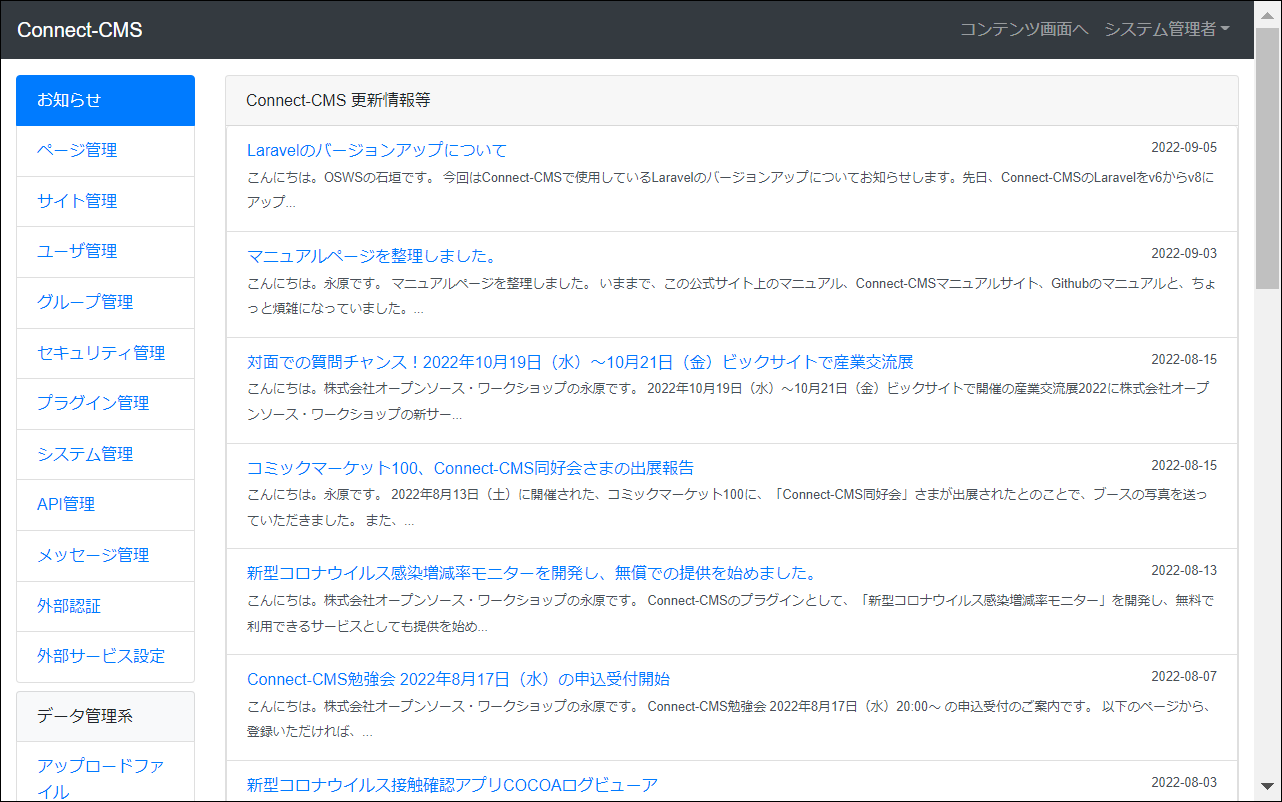 Connect-CMS
コンテンツ画面へ システム管理者
お知らせ
ページ管理
サイト管理
ユーザ管理
グループ管理
セキュリティ管理
プラグイン管理
システム管理
API管理
メッセージ管理
外部認証
外部サービス設定
データ管理系
アップロードファ
イル
Connect-CMS 更新情報等
Laravelのバージョンアップについて 2022-09-05
こんにちは。OSWSの石垣です。 今回はConnect-CMSで使用しているLaravelのバージョンアップについてお知らせします。先日、Connect-CMSのLaravelをv6からv8に
アップ...
マニュアルページを整理しました。 2022-09-03
こんにちは。永原です。 マニュアルページを整理しました。 いままで、この公式サイト上のマニュアル、Connect-CMSマニュアルサイト、Githubのマニュアルと、ちょ
っと煩雑になっていました。...
対面での質問チャンス！2022年10月19日（水）～10月21日（金）ビックサイトで産業交流展 2022-08-15
こんにちは。株式会社オープンソース・ワークショップの永原です。 2022年10月19日（水）～10月21日（金）ビックサイトで開催の産業交流展2022に株式会社オープ
ンソース・ワークショップの新サー...
コミックマーケット100、Connect-CMS同好会さまの出展報告 2022-08-15
こんにちは。永原です。 2022年8月13日（土）に開催された、コミックマーケット100に、「Connect-CMS同好会」さまが出展されたとのことで、ブースの写真を送っ
ていただきました。 また、...
新型コロナウイルス感染増減率モニターを開発し、無償での提供を始めました。 2022-08-13
こんにちは。株式会社オープンソース・ワークショップの永原です。 Connect-CMSのプラグインとして、「新型コロナウイルス感染増減率モニター」を開発し、無料で
利用できるサービスとしても提供を始め...
Connect-CMS勉強会 2022年8月17日（水）の申込受付開始 2022-08-07
こんにちは。株式会社オープンソース・ワークショップの永原です。 Connect-CMS勉強会 2022年8月17日（水）20:00～ の申込受付のご案内です。 以下のページから、
登録いただければ、...
新型コロナウイルス接触確認アプリCOCOAログビューア 2022-08-03